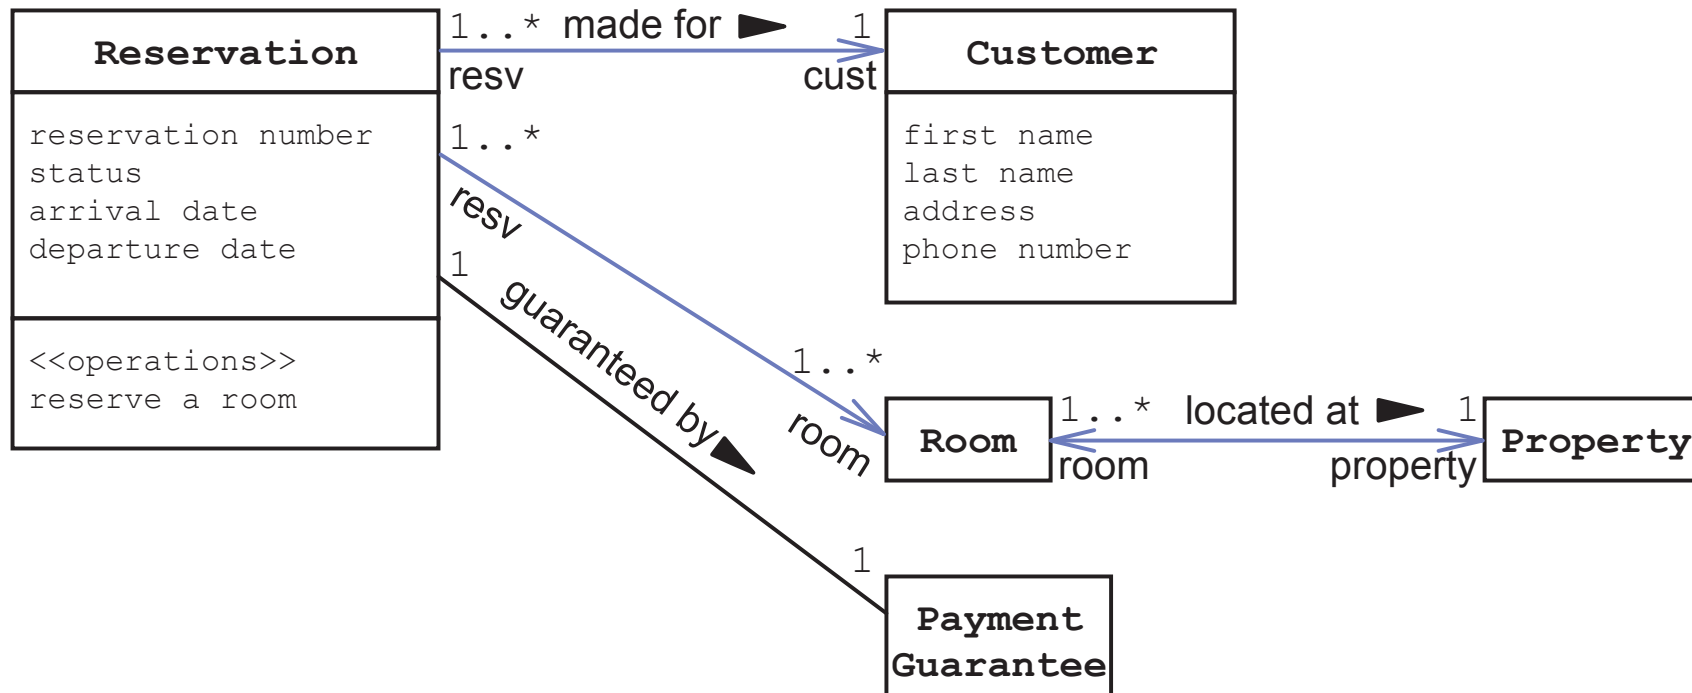 Reservation
reservation number
status
arrival date
departure date
<<operations>>
reserve a room
1..* made for 1
resv cust
Customer
first name
last name
address
phone number
1..*
resv
1..*
room
1
guaranteed by
1
Room
1..* located at 1
room property
Property
Payment
Guarantee